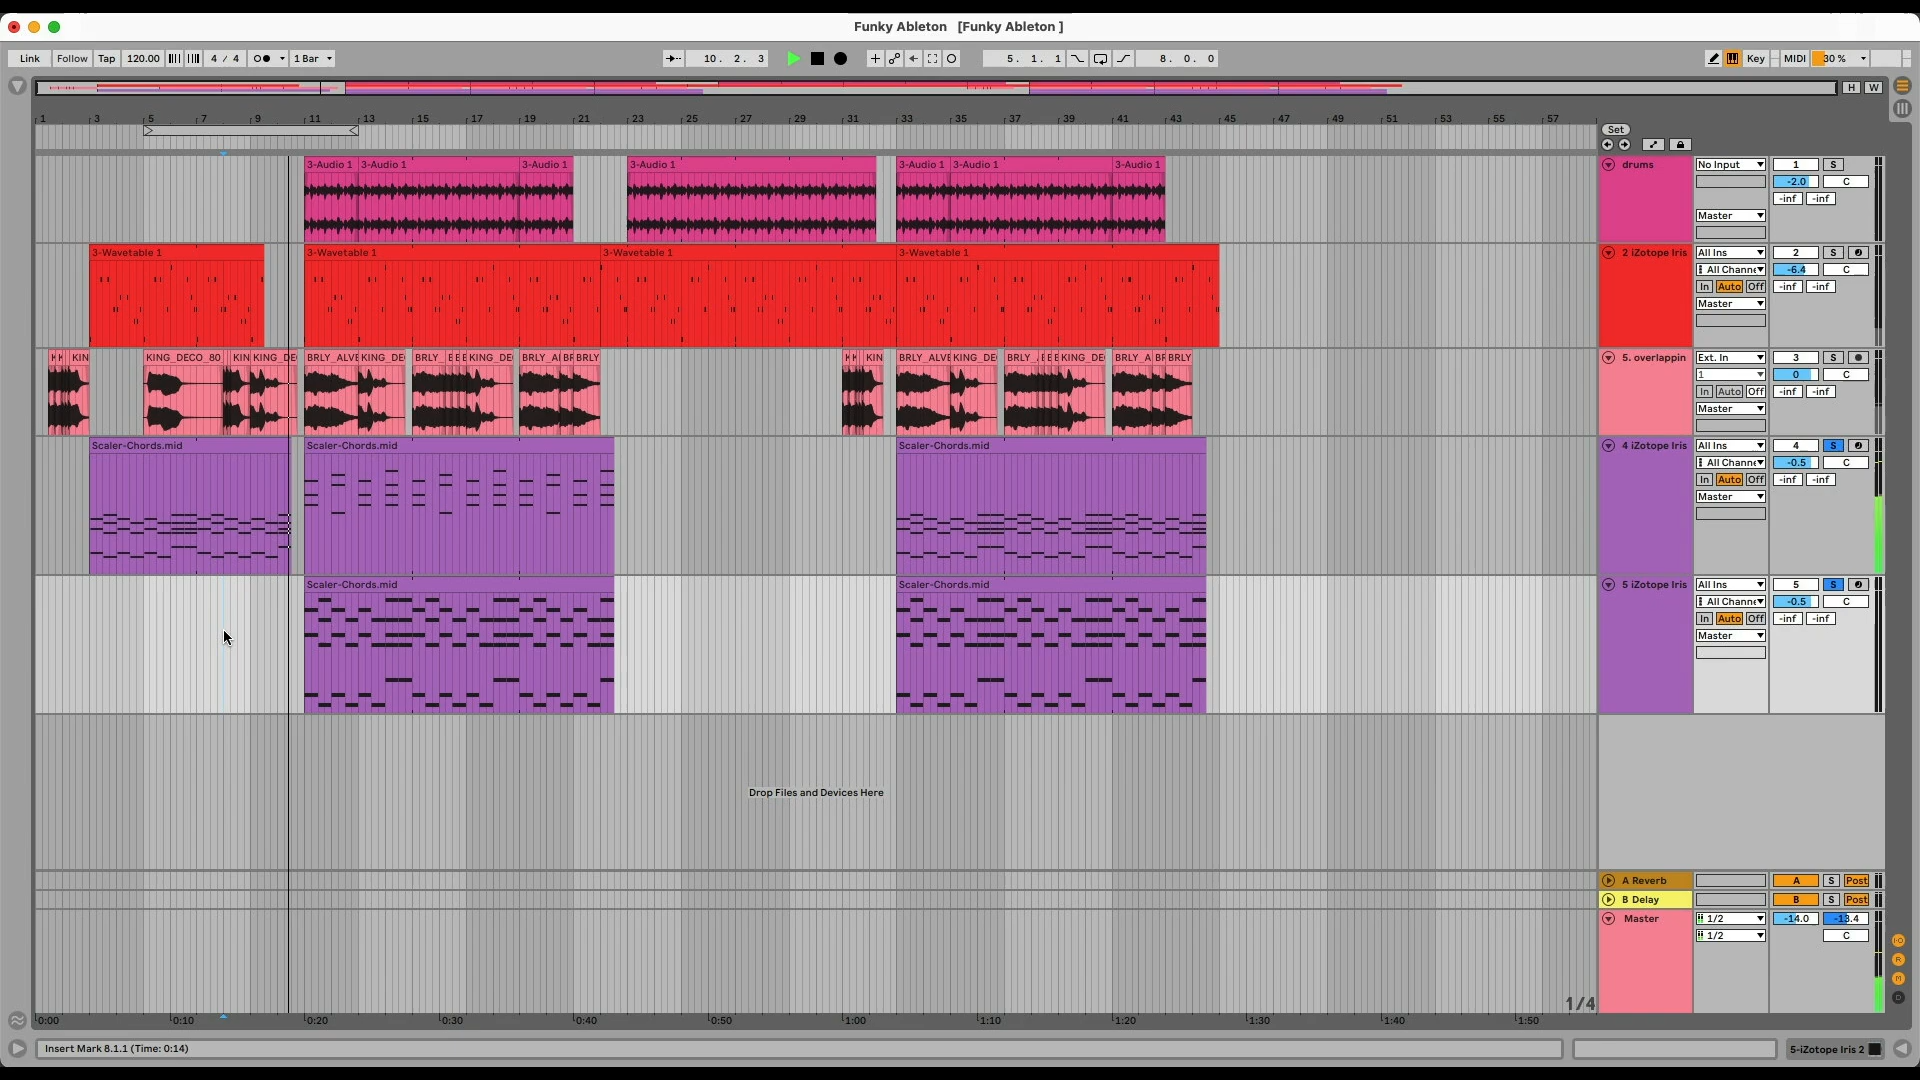 Funky Ableton [Funky Ableton ]
Link Follow Tap 120.00 4 / 4 1 Bar 10. 2. 3 5. 1. 1 8. 0. 0 Key MIDI 30 %
H W
1 3 5 7 9 11 13 15 17 19 21 23 25 27 29 31 33 35 37 39 41 43 45 47 49 51 53 55 57
Set
3-Audio 1 3-Audio 1 3-Audio 1 3-Audio 1 3-Audio 1 3-Audio 1 3-Audio 1 drums No Input 1 S
-2.0 C
-inf -inf
Master
3-Wavetable 1 3-Wavetable 1 3-Wavetable 1 3-Wavetable 1 2 iZotope Iris All Ins 2 S
All Channe -6.4 C
In Auto Off -inf -inf
Master
KIN KING_DECO_80 KIN KING_DE BRLY_ALVE KING_DE BRLY_ E E E KING_DE BRLY_A BF BRLY KIN BRLY_ALVE KING_DE BRLY_ E E E KING_DE BRLY_A BF BRLY 5. overlappin Ext. In 3 S
1 0 C
In Auto Off -inf -inf
Master
Scaler-Chords.mid Scaler-Chords.mid Scaler-Chords.mid 4 iZotope Iris All Ins 4 S
All Channe -0.5 C
In Auto Off -inf -inf
Master
Scaler-Chords.mid Scaler-Chords.mid 5 iZotope Iris All Ins 5 S
All Channe -0.5 C
In Auto Off -inf -inf
Master
Drop Files and Devices Here
A Reverb A S Post
B Delay B S Post
Master 1/2 -14.0 -13.4
1/2 C
1/4
0:00 0:10 0:20 0:30 0:40 0:50 1:00 1:10 1:20 1:30 1:40 1:50
Insert Mark 8.1.1 (Time: 0:14) 5-iZotope Iris 2